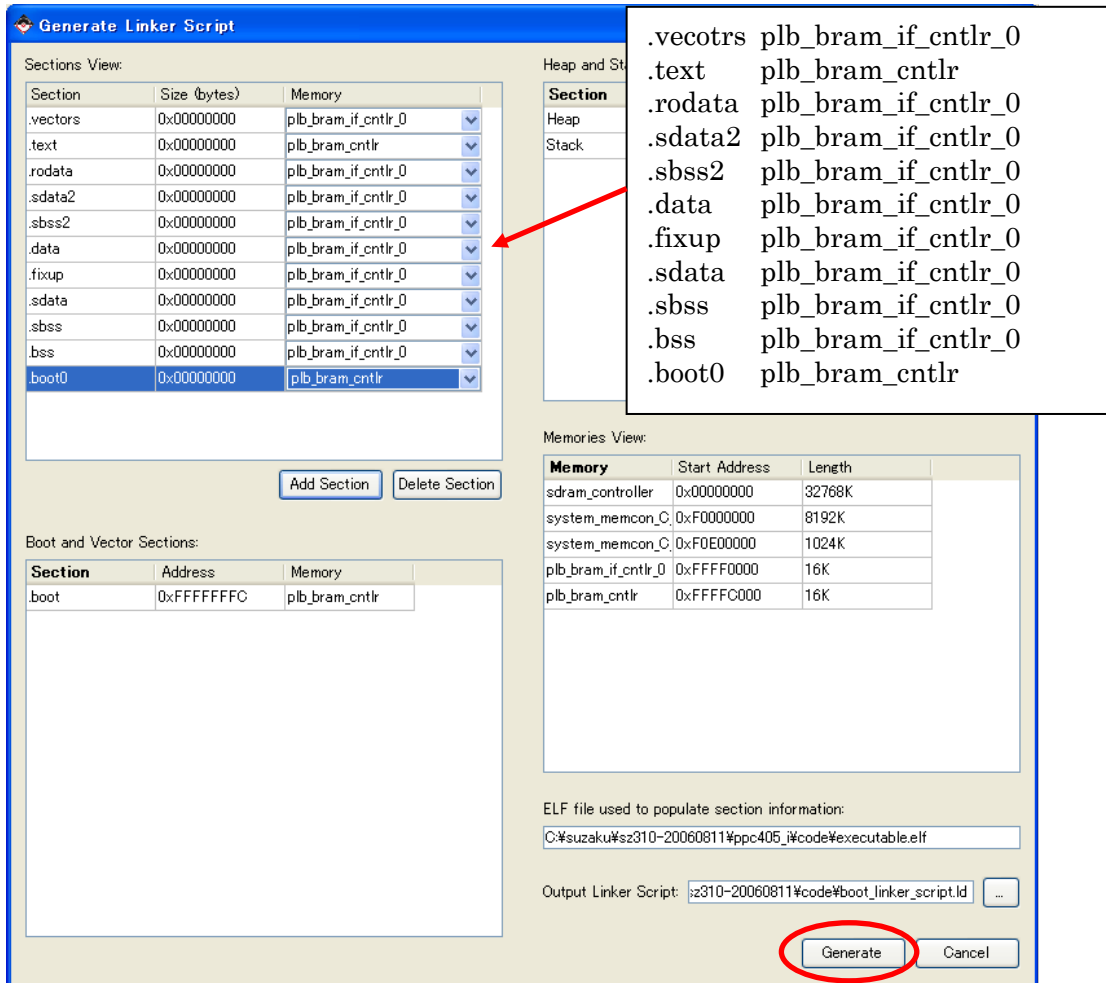 Generate Linker Script
Sections View:
Section Size (bytes) Memory
.vectors 0x00000000 plb_bram_if_cntlr_0
.text 0x00000000 plb_bram_cntlr
.rodata 0x00000000 plb_bram_if_cntlr_0
.sdata2 0x00000000 plb_bram_if_cntlr_0
.sbss2 0x00000000 plb_bram_if_cntlr_0
.data 0x00000000 plb_bram_if_cntlr_0
.fixup 0x00000000 plb_bram_if_cntlr_0
.sdata 0x00000000 plb_bram_if_cntlr_0
.sbss 0x00000000 plb_bram_if_cntlr_0
.bss 0x00000000 plb_bram_if_cntlr_0
.boot0 0x00000000 plb_bram_cntlr
Add Section Delete Section
Heap and St
Section
Heap
Stack
.vecotrs plb_bram_if_cntlr_0
.text plb_bram_cntlr
.rodata plb_bram_if_cntlr_0
.sdata2 plb_bram_if_cntlr_0
.sbss2 plb_bram_if_cntlr_0
.data plb_bram_if_cntlr_0
.fixup plb_bram_if_cntlr_0
.sdata plb_bram_if_cntlr_0
.sbss plb_bram_if_cntlr_0
.bss plb_bram_if_cntlr_0
.boot0 plb_bram_cntlr
Boot and Vector Sections:
Section Address Memory
.boot 0xFFFFFFFC plb_bram_cntlr
Memories View:
Memory Start Address Length
sdram_controller 0x00000000 32768K
system_memcon_C 0xF0000000 8192K
system_memcon_C 0xF0E00000 1024K
plb_bram_if_cntlr_0 0xFFFF0000 16K
plb_bram_cntlr 0xFFFFC000 16K
ELF file used to populate section information:
C:¥suzaku¥sz310-20060811¥ppc405_i¥code¥executable.elf
Output Linker Script: sz310-20060811¥code¥boot_linker_script.ld ...
Generate Cancel